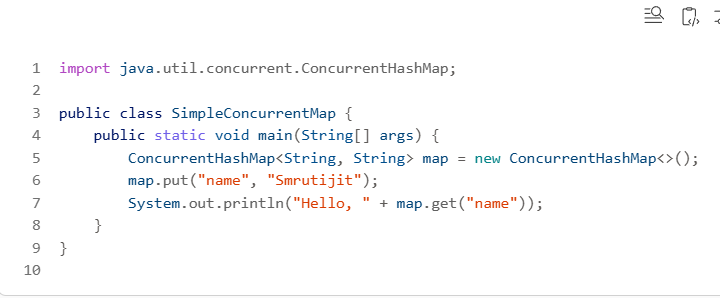 1 import java.util.concurrent.ConcurrentHashMap;
2
3 public class SimpleConcurrentMap {
4     public static void main(String[] args) {
5         ConcurrentHashMap<String, String> map = new ConcurrentHashMap<>();
6         map.put("name", "Smrutijit");
7         System.out.println("Hello, " + map.get("name"));
8     }
9 }
10